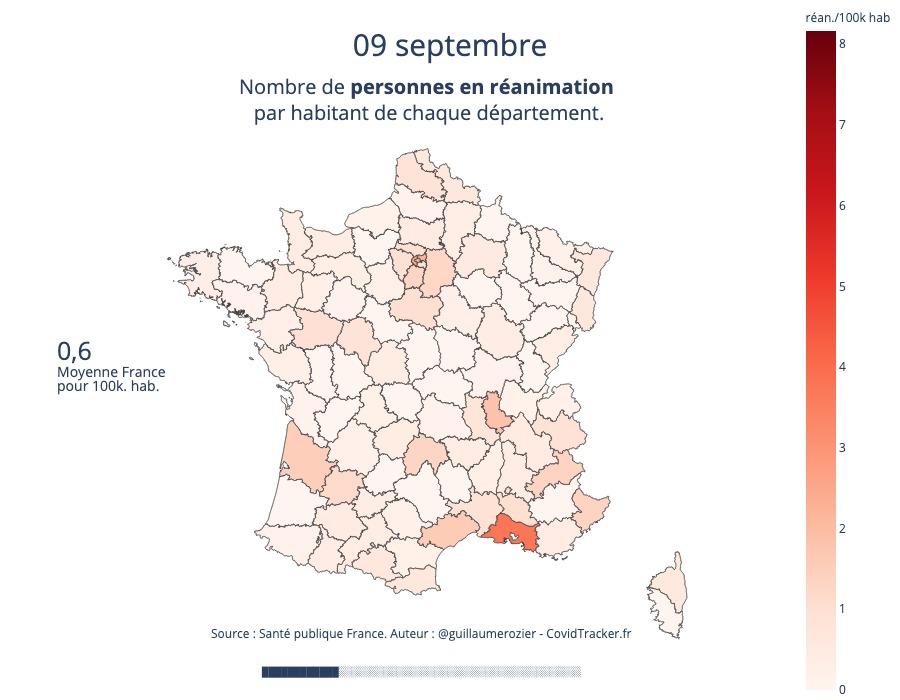 réan./100k hab
09 septembre
Nombre de personnes en réanimation
par habitant de chaque département.
8
7
6
5
4
3
2
1
0
0,6
Moyenne France
pour 100k. hab.
Source : Santé publique France. Auteur : @guillaumerozier - CovidTracker.fr